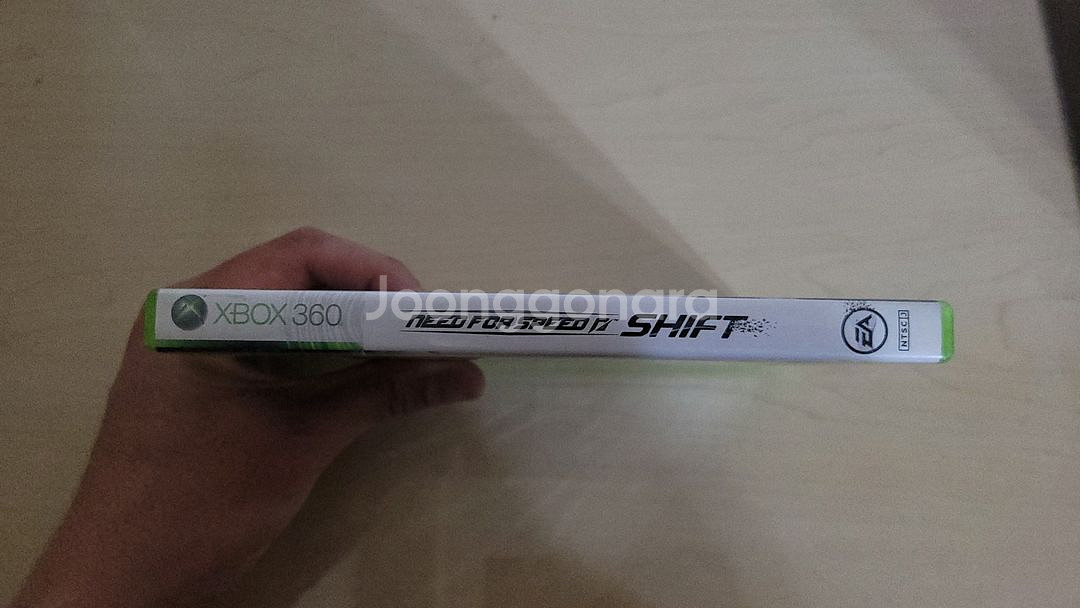 XBOX 360
Joonggonara
NEED FOR SPEED
SHIFT
EA
NTSC J